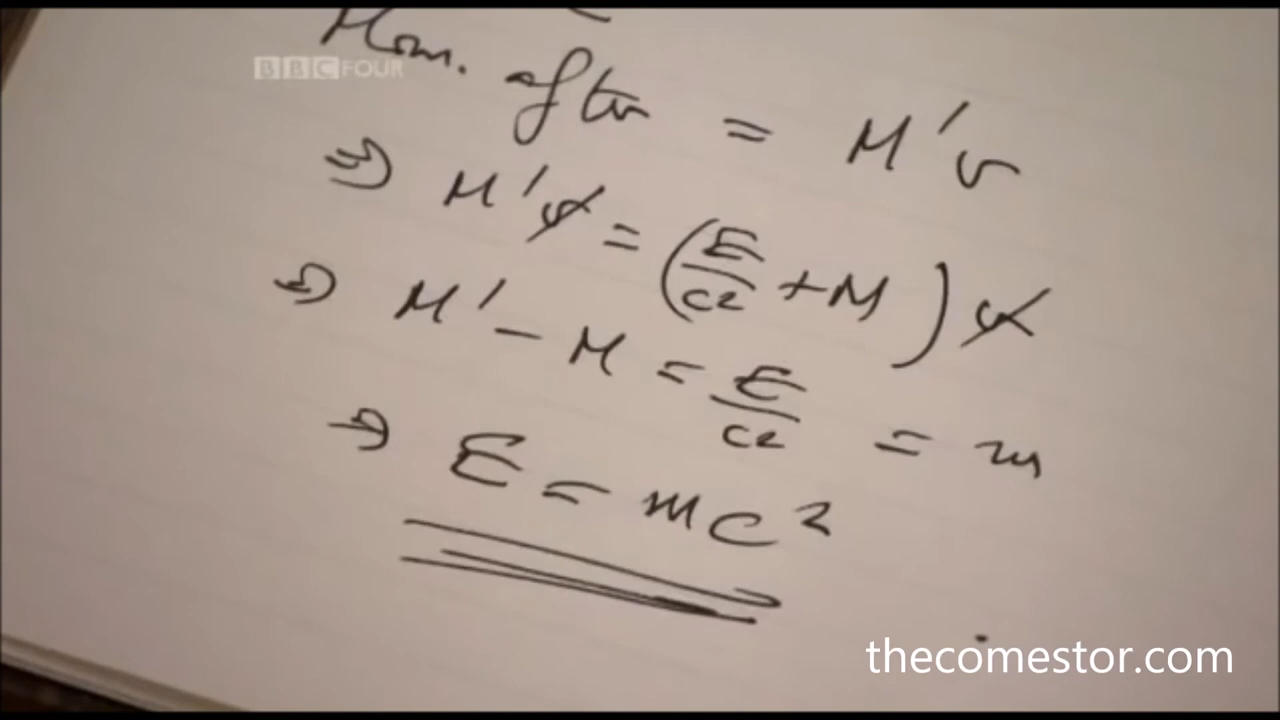 BBC FOUR
Mom. after = M'v
⇒ M'v = (E/c² + M) v
⇒ M' - M = E/c² = m
⇒ E = mc²
thecomestor.com